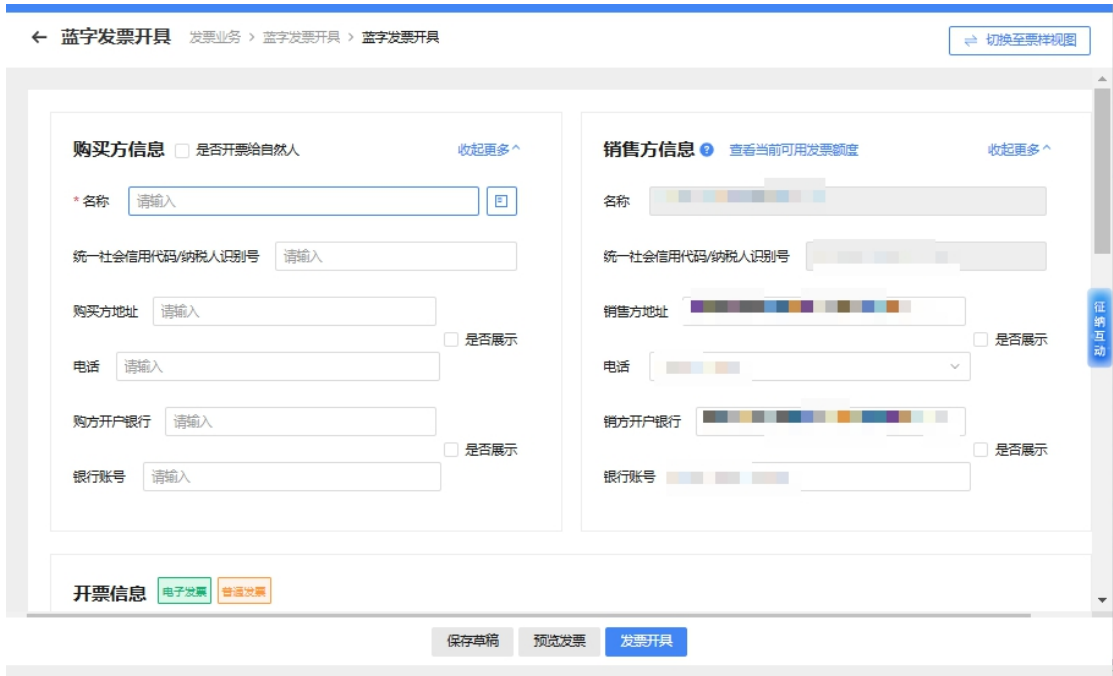 蓝字发票开具 发票业务 > 蓝字发票开具 > 蓝字发票开具
切换至票样视图
购买方信息 是否开票给自然人 收起更多
* 名称 请输入
统一社会信用代码/纳税人识别号 请输入
购买方地址 请输入
是否展示
电话 请输入
购方开户银行 请输入
是否展示
银行账号 请输入
销售方信息 ? 查看当前可用发票额度 收起更多
名称
统一社会信用代码/纳税人识别号
销售方地址
是否展示
电话
销方开户银行
是否展示
银行账号
征纳互动
开票信息 电子发票 普通发票
保存草稿 预览发票 发票开具